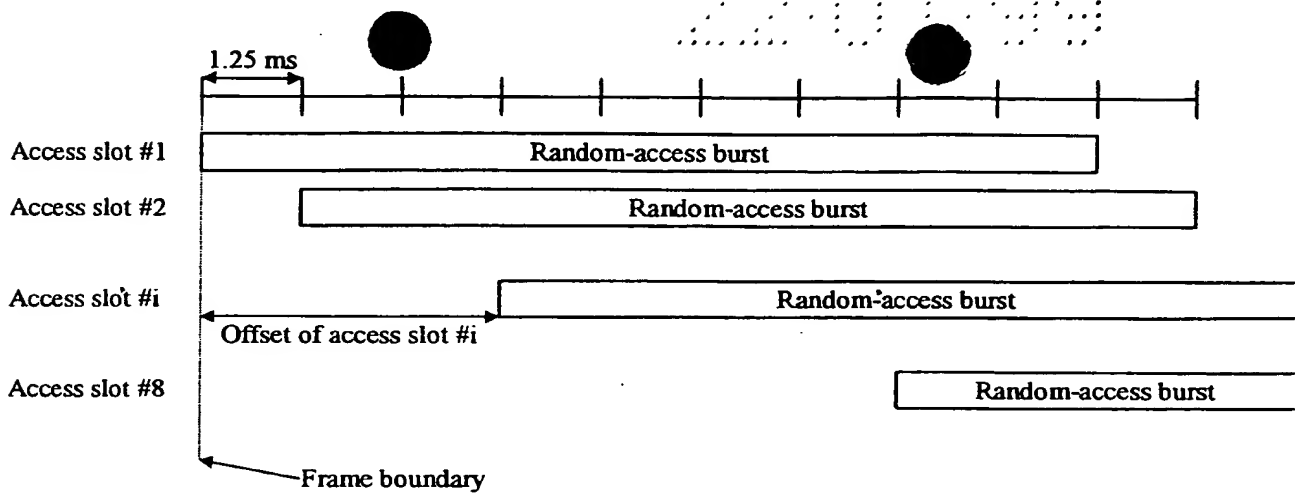 1.25 ms
Access slot #1
Random-access burst
Access slot #2
Random-access burst
Access slot #i
Random-access burst
Offset of access slot #i
Access slot #8
Random-access burst
Frame boundary